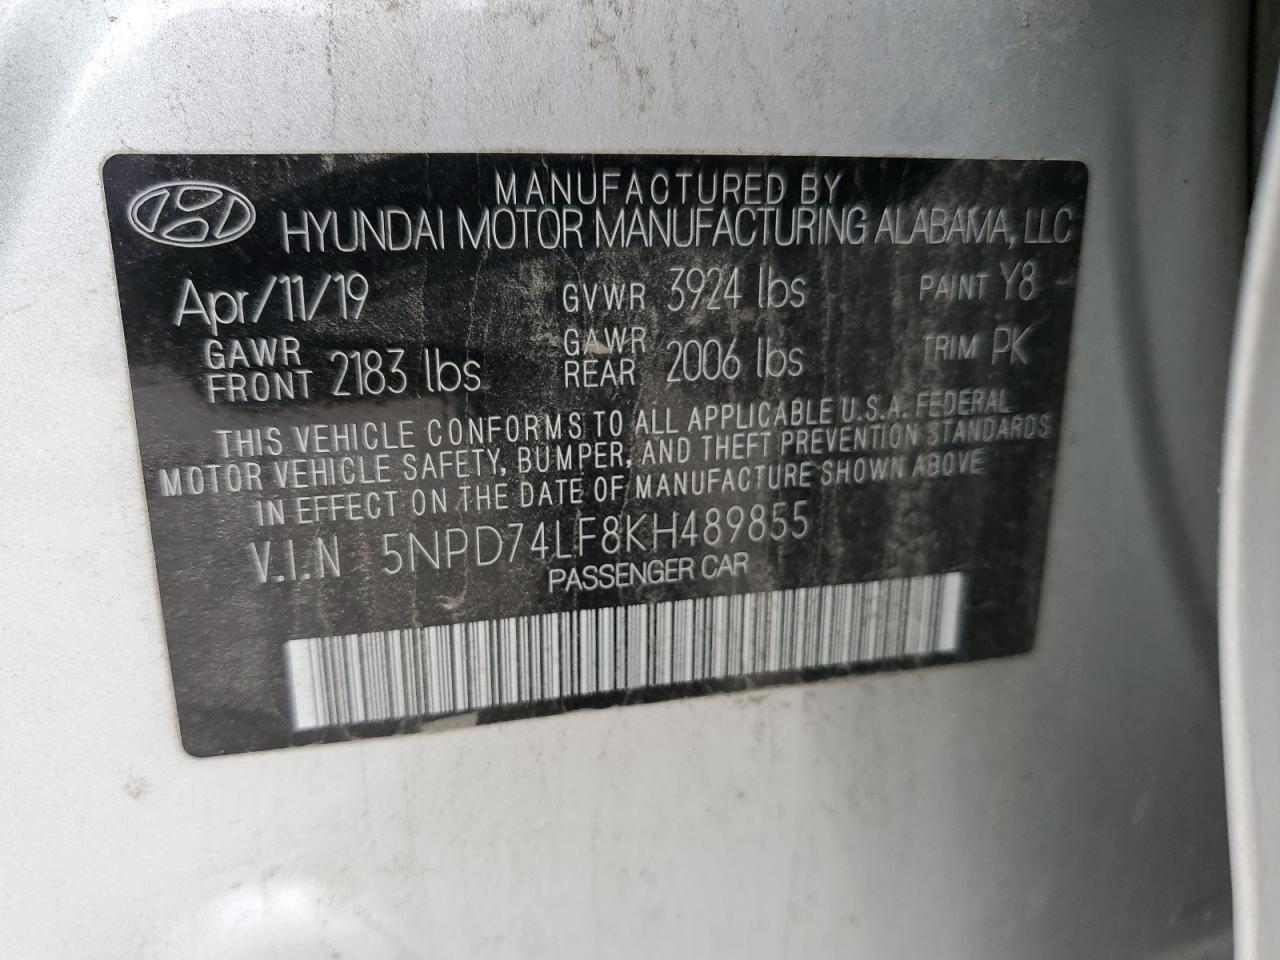 MANUFACTURED BY
HYUNDAI MOTOR MANUFACTURING ALABAMA, LLC
Apr/11/19 GVWR 3924 lbs PAINT Y8
GAWR FRONT 2183 lbs GAWR REAR 2006 lbs TRIM PK
THIS VEHICLE CONFORMS TO ALL APPLICABLE U.S.A. FEDERAL
MOTOR VEHICLE SAFETY, BUMPER, AND THEFT PREVENTION STANDARDS
IN EFFECT ON THE DATE OF MANUFACTURE SHOWN ABOVE
V.I.N 5NPD74LF8KH489855
PASSENGER CAR